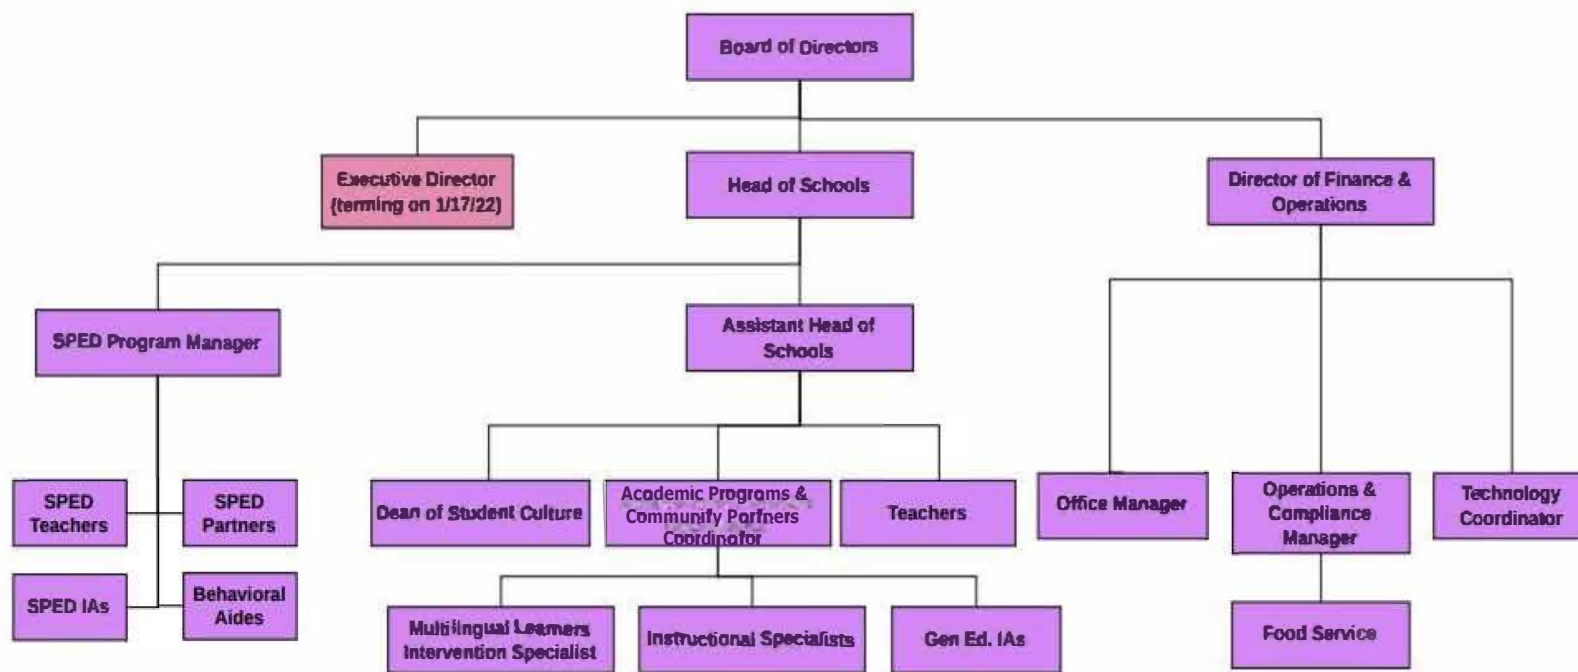 Board of Directors
Executive Director
(terming on 1/17/22)
Head of Schools
Director of Finance &
Operations
SPED Program Manager
Assistant Head of
Schools
SPED
Teachers
SPED
Partners
SPED IAs
Behavioral
Aides
Dean of Student Culture
Academic Programs &
Community Partners
Coordinator
Teachers
Multilingual Learners
Intervention Specialist
Instructional Specialists
Gen Ed. IAs
Office Manager
Operations &
Compliance
Manager
Technology
Coordinator
Food Service